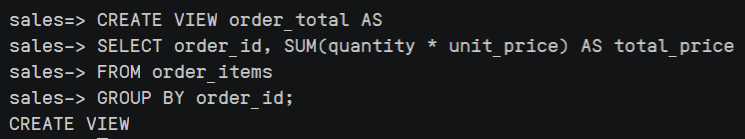 sales=> CREATE VIEW order_total AS
sales-> SELECT order_id, SUM(quantity * unit_price) AS total_price
sales-> FROM order_items
sales-> GROUP BY order_id;
CREATE VIEW